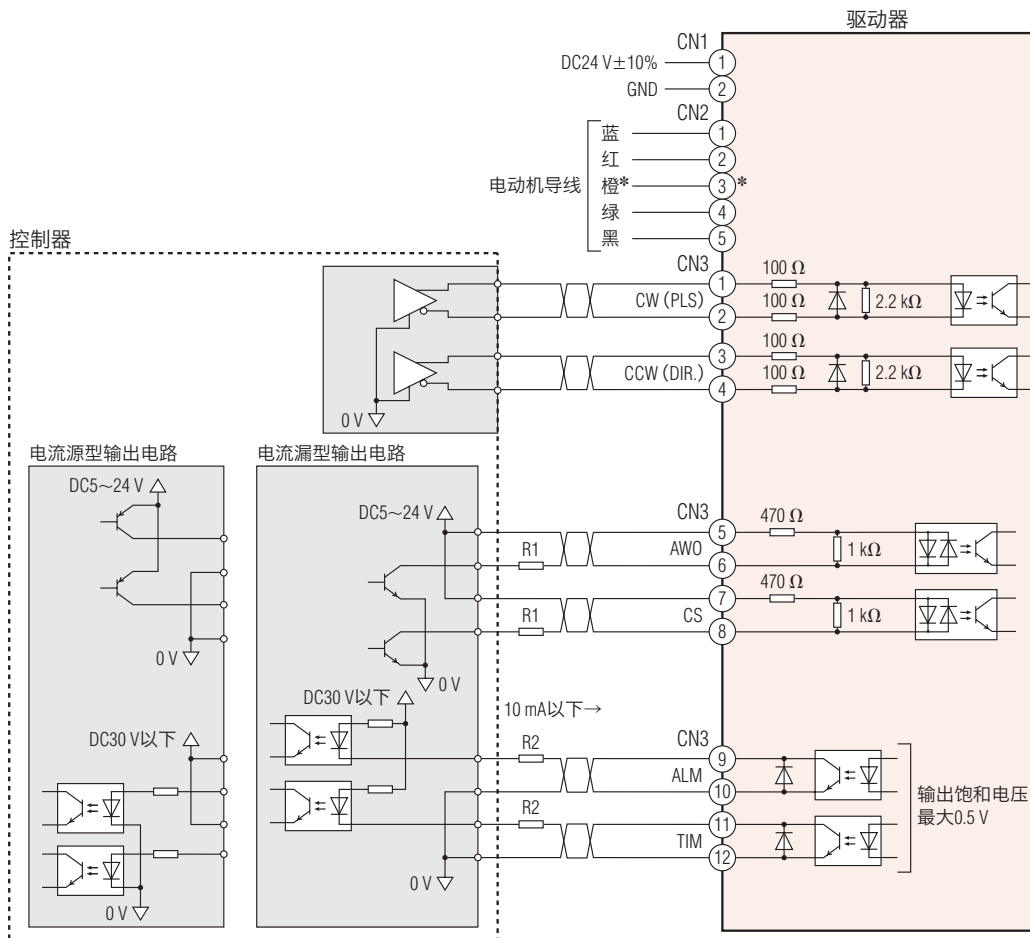 驱动器
CN1
DC24 V±10% 1
GND 2
CN2
蓝 1
红 2
电动机导线 橙* 3 *
绿 4
黑 5
控制器
CN3
1 100 Ω
CW (PLS) 100 Ω 2.2 kΩ
2
3 100 Ω
CCW (DIR.) 100 Ω 2.2 kΩ
4
0 V
电流源型输出电路
电流漏型输出电路
DC5~24 V
DC5~24 V
CN3
5 470 Ω
AWO 1 kΩ
R1 6
7 470 Ω
CS 1 kΩ
R1 8
0 V
0 V
DC30 V以下
10 mA以下→
DC30 V以下
CN3
R2 9
ALM
10
输出饱和电压
最大0.5 V
R2 11
TIM
12
0 V
0 V